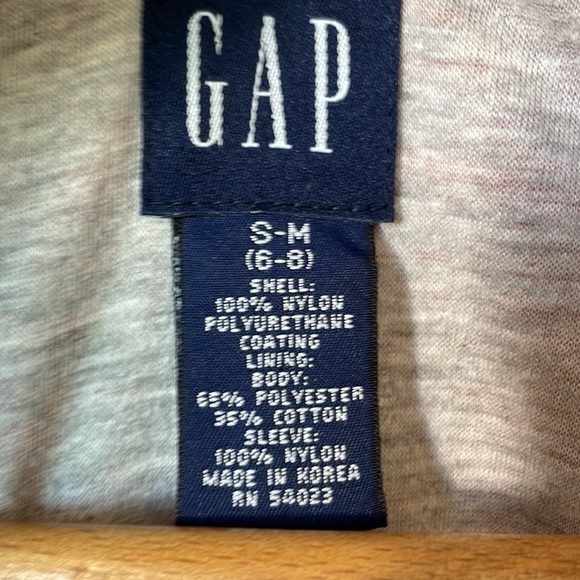 GAP
S-M
(6-8)
SHELL:
100% NYLON
POLYURETHANE
COATING
LINING:
BODY:
65% POLYESTER
35% COTTON
SLEEVE:
100% NYLON
MADE IN KOREA
RN 54023